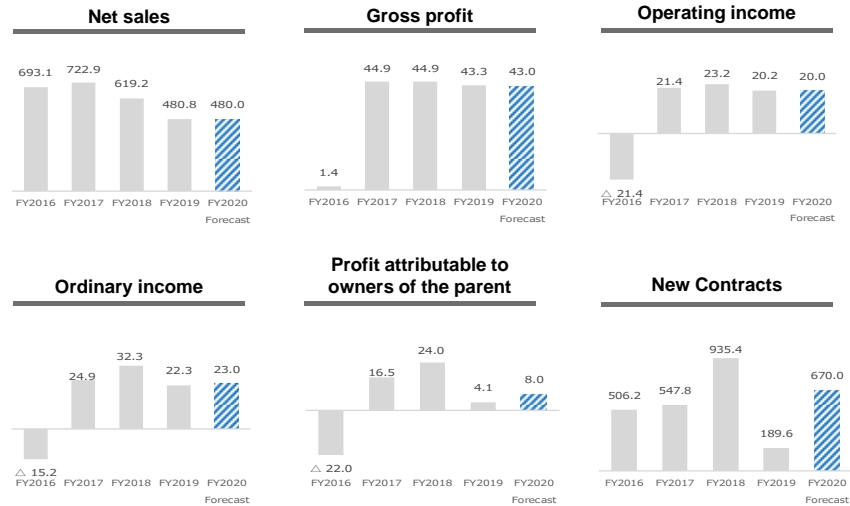 Net sales
693.1 722.9 619.2 480.8 480.0
FY2016 FY2017 FY2018 FY2019 FY2020
Forecast
Gross profit
1.4 44.9 44.9 43.3 43.0
FY2016 FY2017 FY2018 FY2019 FY2020
Forecast
Operating income
△ 21.4 21.4 23.2 20.2 20.0
FY2016 FY2017 FY2018 FY2019 FY2020
Forecast
Ordinary income
△ 15.2 24.9 32.3 22.3 23.0
FY2016 FY2017 FY2018 FY2019 FY2020
Forecast
Profit attributable to
owners of the parent
△ 22.0 16.5 24.0 4.1 8.0
FY2016 FY2017 FY2018 FY2019 FY2020
Forecast
New Contracts
506.2 547.8 935.4 189.6 670.0
FY2016 FY2017 FY2018 FY2019 FY2020
Forecast